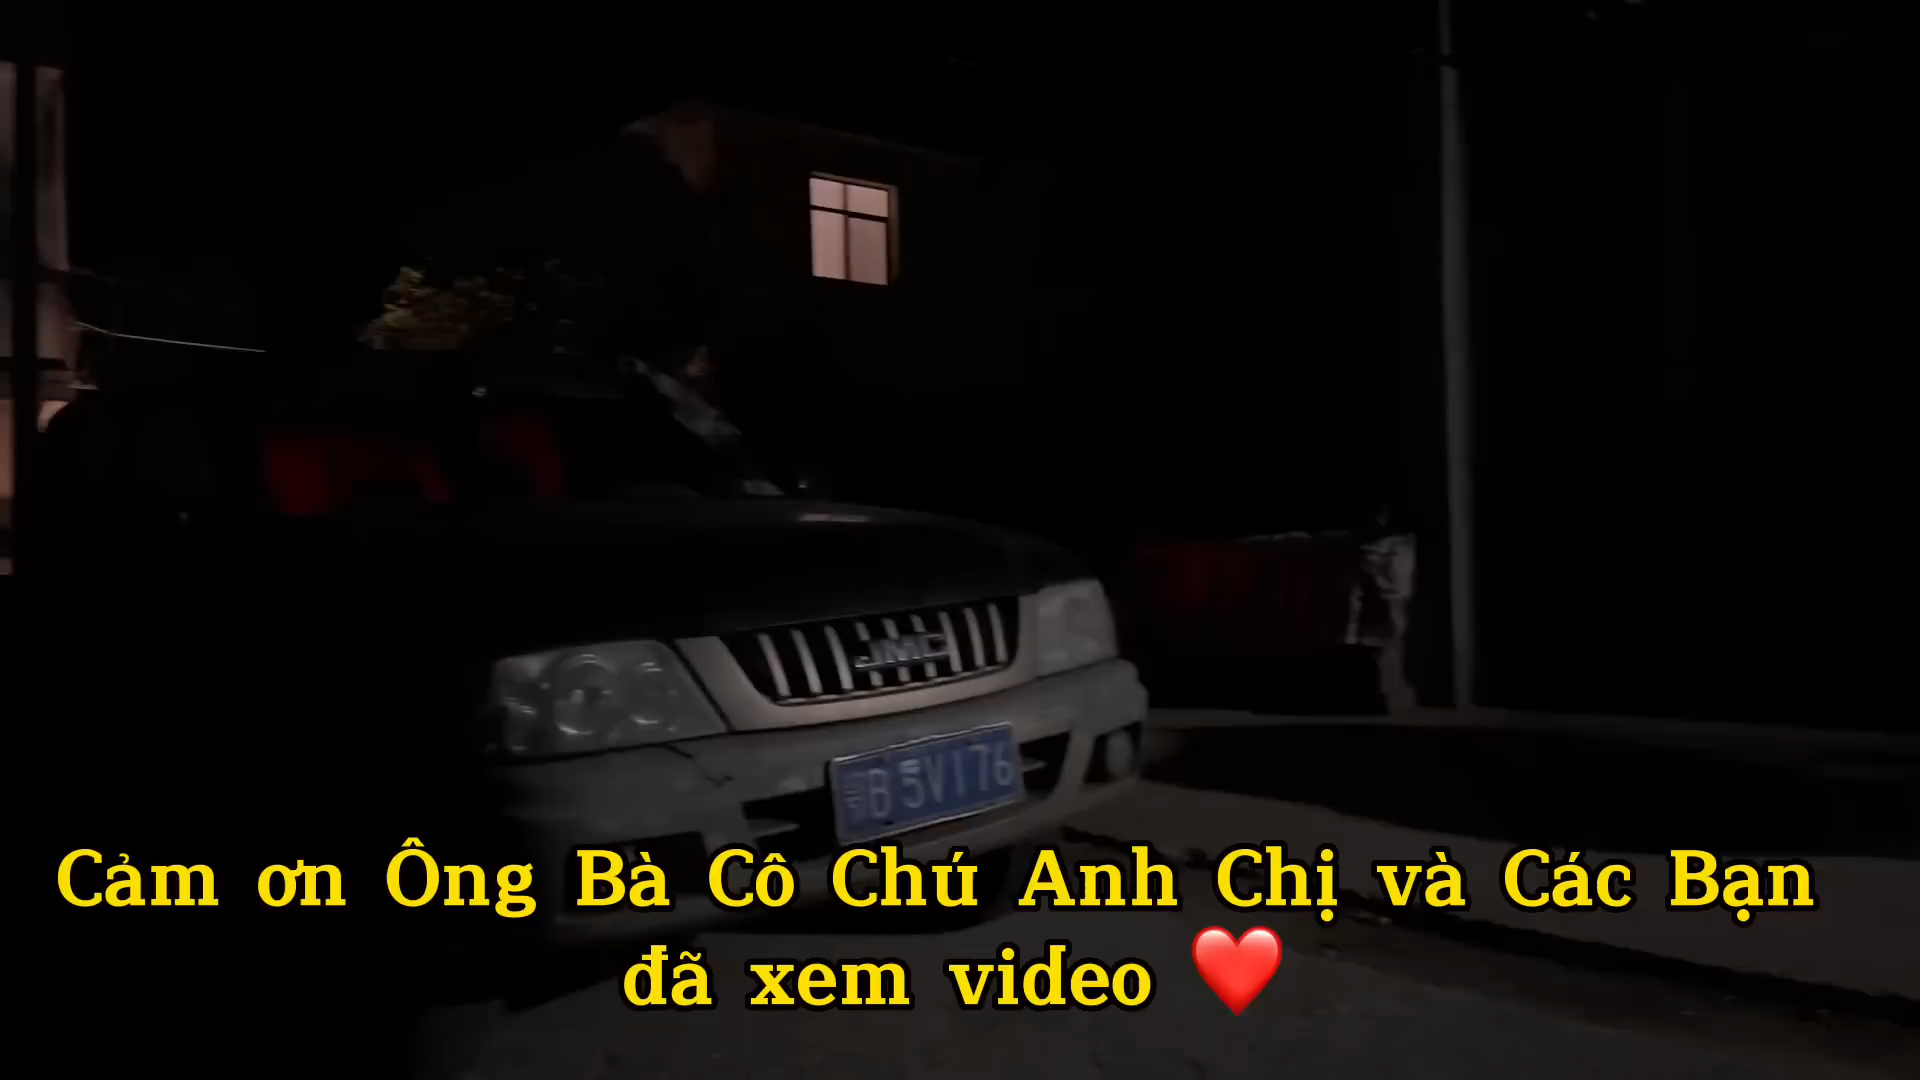 JMC
B·5V176
Cảm ơn Ông Bà Cô Chú Anh Chị và Các Bạn
đã xem video ❤️